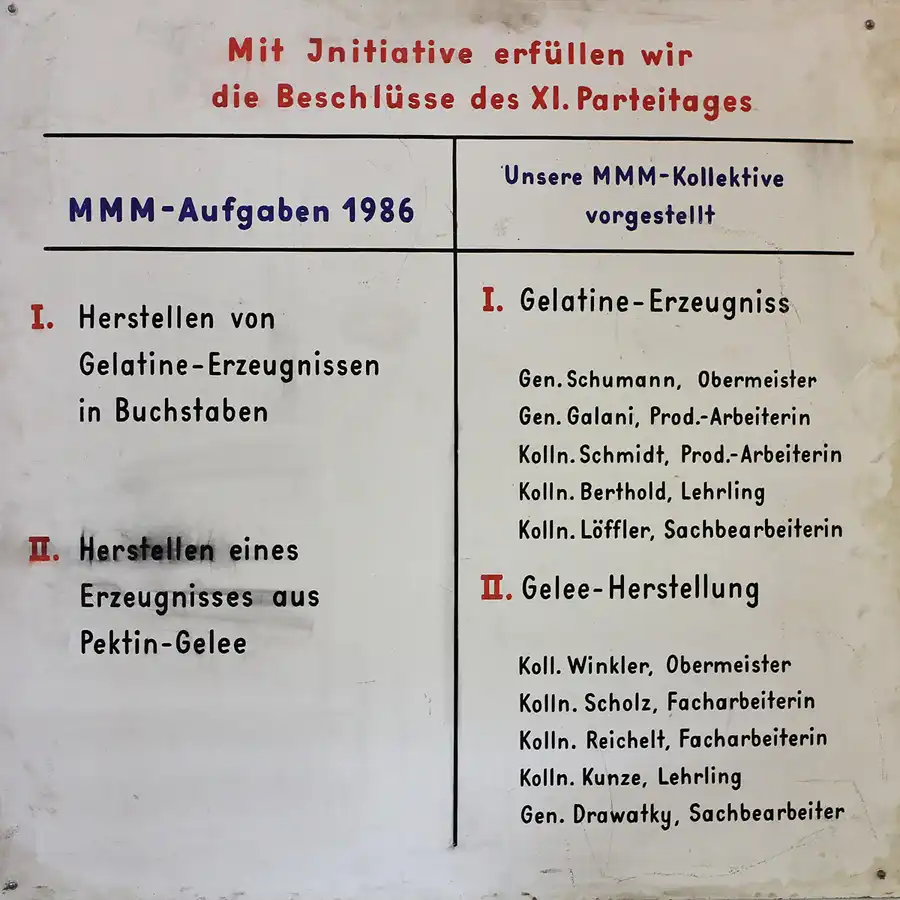 Mit Jnitiative erfüllen wir
die Beschlüsse des XI. Parteitages
MMM-Aufgaben 1986
I. Herstellen von
Gelatine-Erzeugnissen
in Buchstaben
II. Herstellen eines
Erzeugnisses aus
Pektin-Gelee
Unsere MMM-Kollektive
vorgestellt
I. Gelatine-Erzeugniss
Gen. Schumann, Obermeister
Gen. Galani, Prod.-Arbeiterin
Kolln. Schmidt, Prod.-Arbeiterin
Kolln. Berthold, Lehrling
Kolln. Löffler, Sachbearbeiterin
II. Gelee-Herstellung
Koll. Winkler, Obermeister
Kolln. Scholz, Facharbeiterin
Kolln. Reichelt, Facharbeiterin
Kolln. Kunze, Lehrling
Gen. Drawatky, Sachbearbeiter